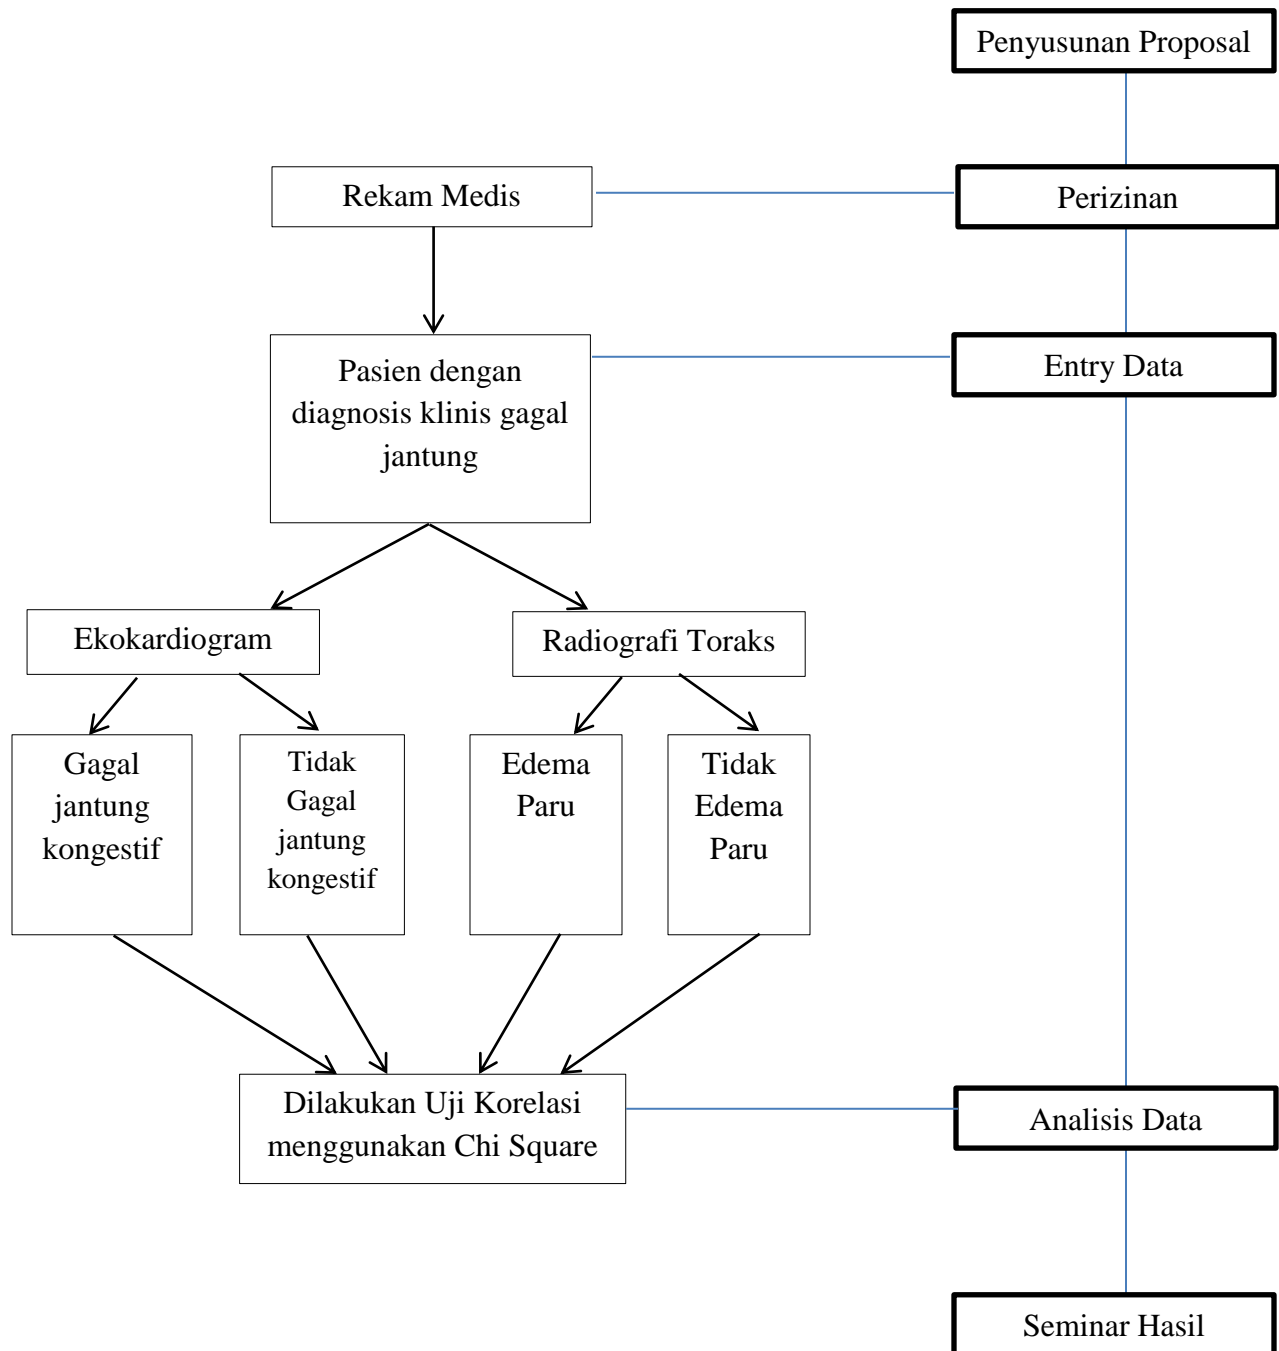 Penyusunan Proposal
Rekam Medis
Perizinan
Pasien dengan
diagnosis klinis gagal
jantung
Entry Data
Ekokardiogram
Radiografi Toraks
Gagal
jantung
kongestif
Tidak
Gagal
jantung
kongestif
Edema
Paru
Tidak
Edema
Paru
Dilakukan Uji Korelasi
menggunakan Chi Square
Analisis Data
Seminar Hasil